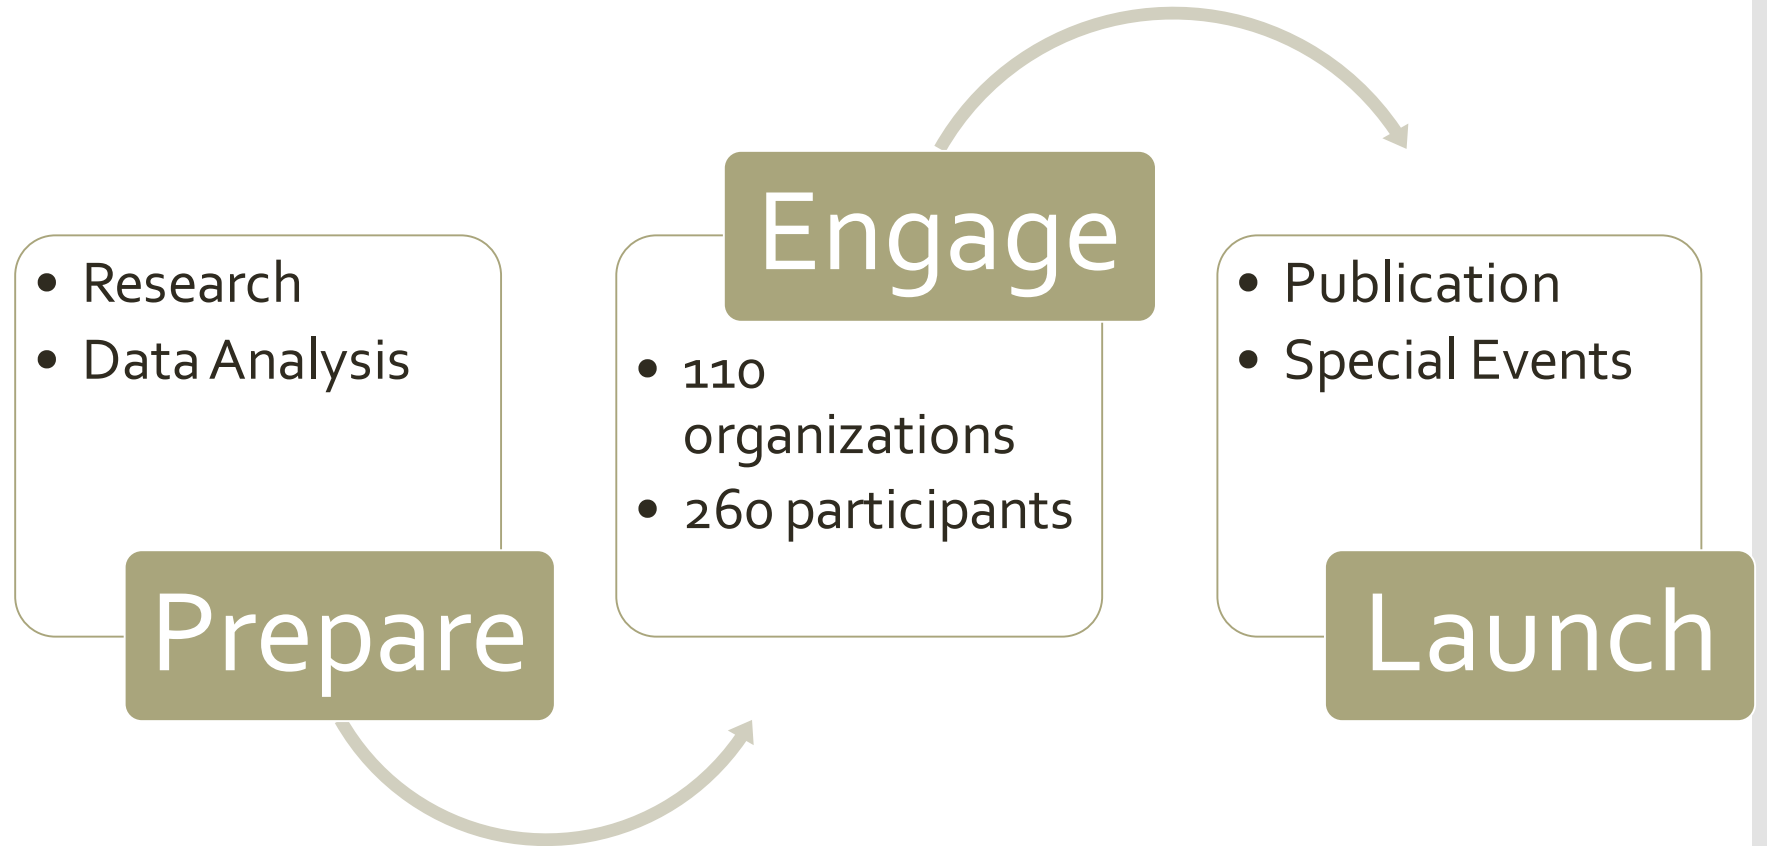 • Research
• Data Analysis
Prepare
Engage
• 110
organizations
• 260 participants
• Publication
• Special Events
Launch